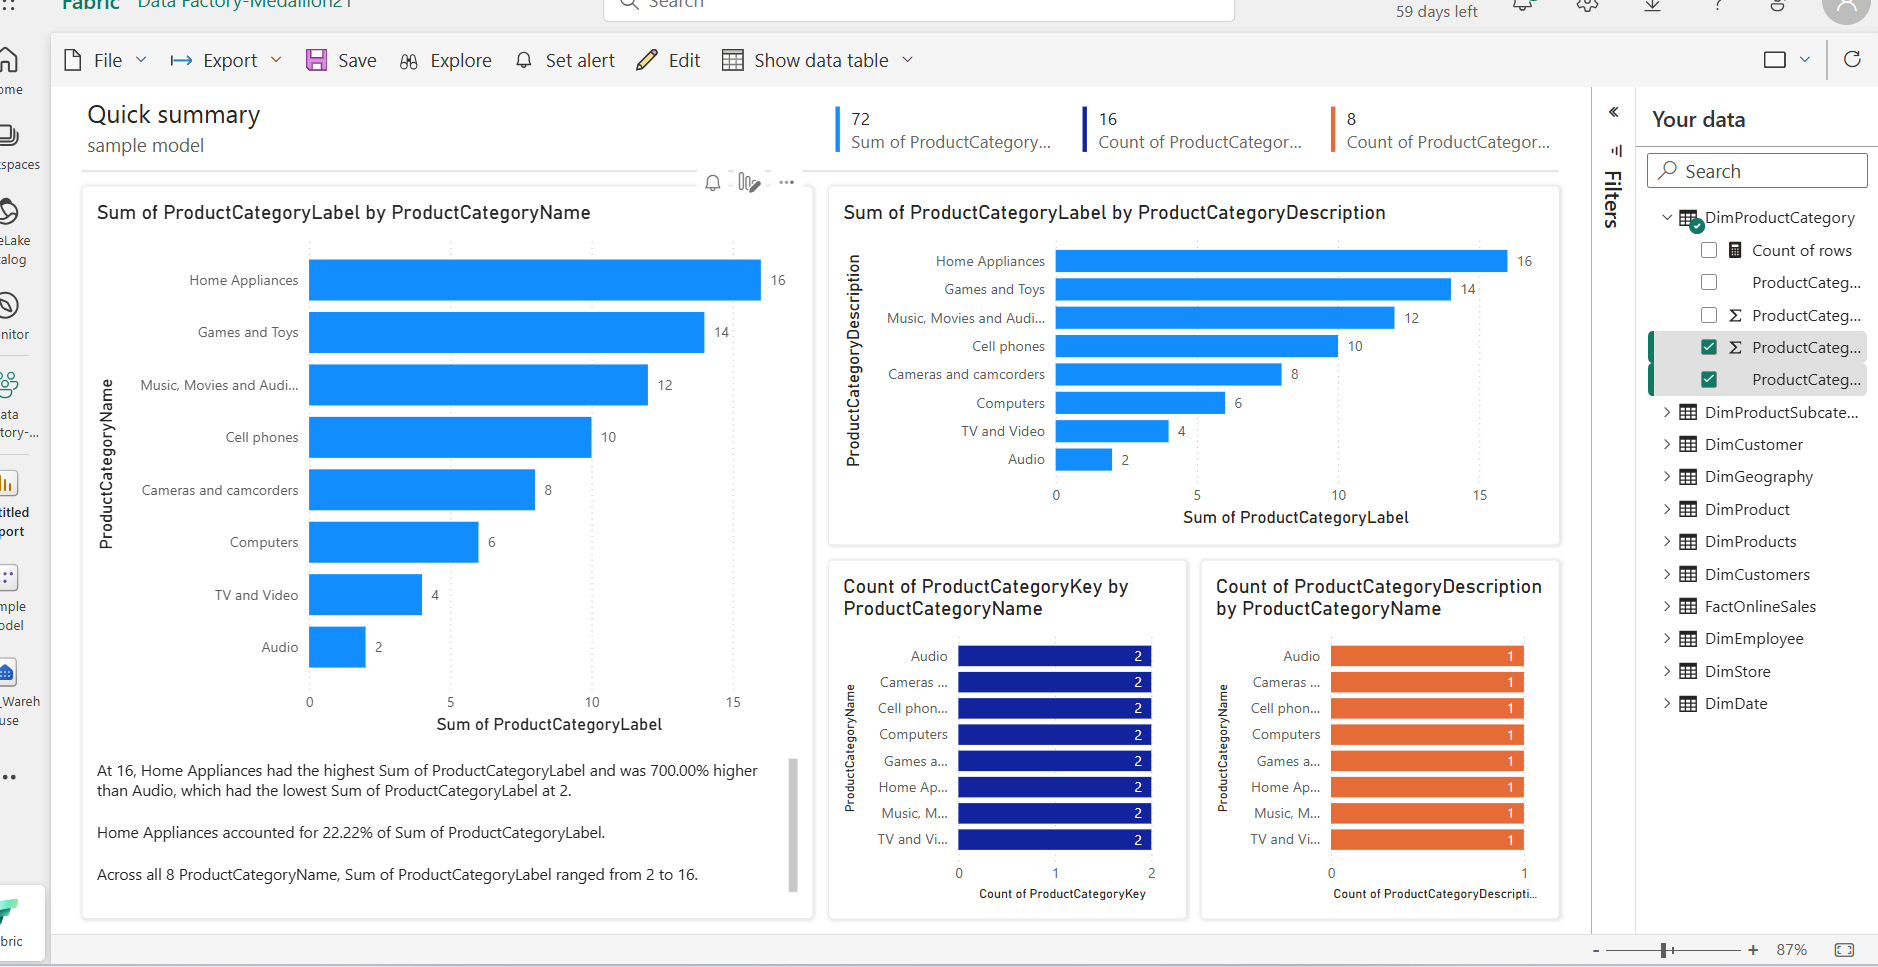 Fabric Data Factory-Medallion21
Search
59 days left
File
Export
Save
Explore
Set alert
Edit
Show data table
ome
spaces
eLake
alog
nitor
ata
tory-...
titled
port
mple
odel
_Wareh
use
bric
Quick summary
sample model
72
Sum of ProductCategory...
16
Count of ProductCategor...
8
Count of ProductCategor...
Sum of ProductCategoryLabel by ProductCategoryName
ProductCategoryName
Home Appliances 16
Games and Toys 14
Music, Movies and Audi... 12
Cell phones 10
Cameras and camcorders 8
Computers 6
TV and Video 4
Audio 2
0 5 10 15
Sum of ProductCategoryLabel
At 16, Home Appliances had the highest Sum of ProductCategoryLabel and was 700.00% higher
than Audio, which had the lowest Sum of ProductCategoryLabel at 2.
Home Appliances accounted for 22.22% of Sum of ProductCategoryLabel.
Across all 8 ProductCategoryName, Sum of ProductCategoryLabel ranged from 2 to 16.
Sum of ProductCategoryLabel by ProductCategoryDescription
ProductCategoryDescription
Home Appliances 16
Games and Toys 14
Music, Movies and Audi... 12
Cell phones 10
Cameras and camcorders 8
Computers 6
TV and Video 4
Audio 2
0 5 10 15
Sum of ProductCategoryLabel
Count of ProductCategoryKey by
ProductCategoryName
ProductCategoryName
Audio 2
Cameras ... 2
Cell phon... 2
Computers 2
Games a... 2
Home Ap... 2
Music, M... 2
TV and Vi... 2
0 1 2
Count of ProductCategoryKey
Count of ProductCategoryDescription
by ProductCategoryName
ProductCategoryName
Audio 1
Cameras ... 1
Cell phon... 1
Computers 1
Games a... 1
Home Ap... 1
Music, M... 1
TV and Vi... 1
0 1
Count of ProductCategoryDescripti...
Filters
Your data
Search
DimProductCategory
Count of rows
ProductCateg...
Σ ProductCateg...
Σ ProductCateg...
ProductCateg...
DimProductSubcate...
DimCustomer
DimGeography
DimProduct
DimProducts
DimCustomers
FactOnlineSales
DimEmployee
DimStore
DimDate
- + 87%